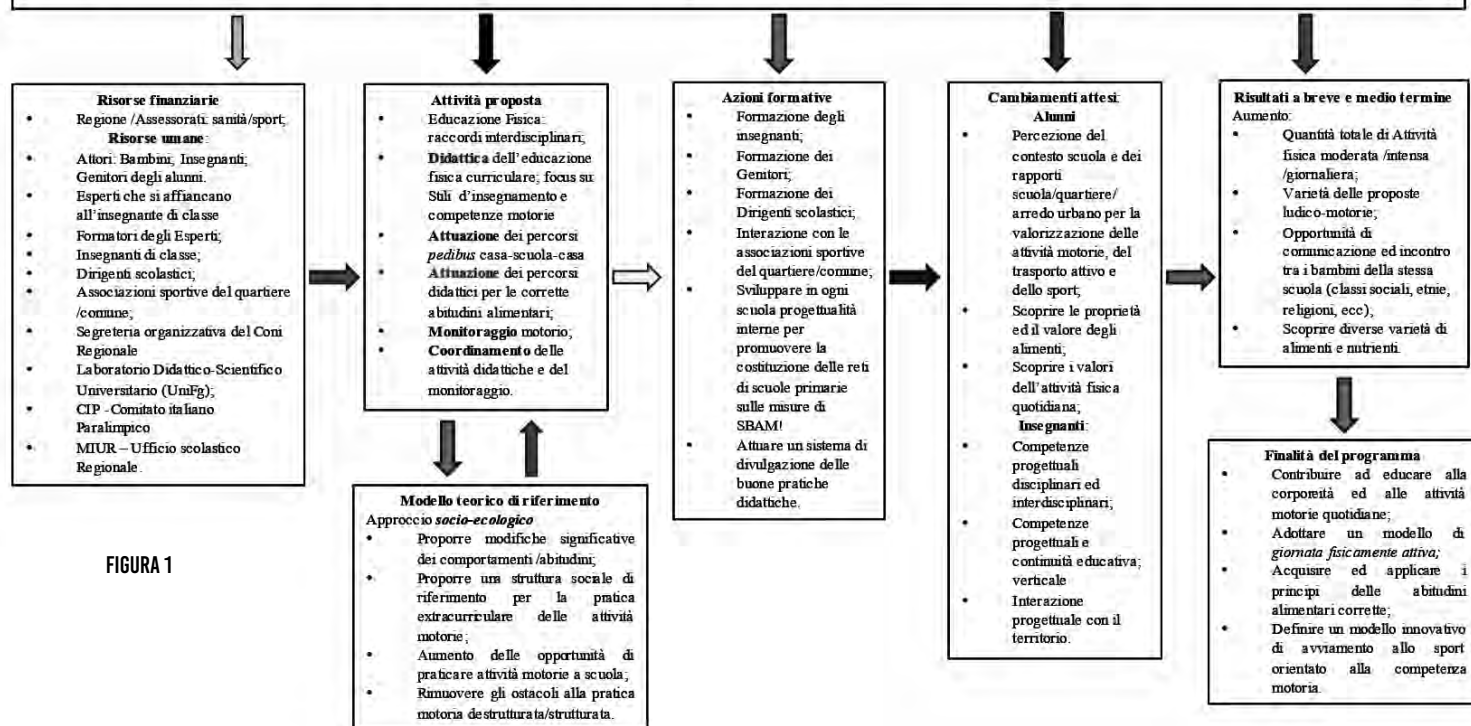 Risorse finanziarie
• Regione /Assessorati: sanità/sport;
Risorse umane:
• Attori: Bambini, Insegnanti;
Genitori degli alunni.
• Esperti che si affiancano
all'insegnante di classe
• Formatori degli Esperti;
• Insegnanti di classe;
• Dirigenti scolastici;
• Associazioni sportive del quartiere
/comune;
• Segreteria organizzativa del Coni
Regionale
• Laboratorio Didattico-Scientifico
Universitario (UniFg);
• CIP - Comitato italiano
Paralimpico
• MIUR – Ufficio scolastico
Regionale.
Attività proposta
• Educazione Fisica:
raccordi interdisciplinari;
• Didattica dell'educazione
fisica curriculare; focus su:
Stili d'insegnamento e
competenze motorie
• Attuazione dei percorsi
pedibus casa-scuola-casa
• Attuazione dei percorsi
didattici per le corrette
abitudini alimentari;
• Monitoraggio motorio;
• Coordinamento delle
attività didattiche e del
monitoraggio.
Modello teorico di riferimento
Approccio socio-ecologico
• Proporre modifiche significative
dei comportamenti /abitudini;
• Proporre una struttura sociale di
riferimento per la pratica
extracurriculare delle attività
motorie;
• Aumento delle opportunità di
praticare attività motorie a scuola;
• Rimuovere gli ostacoli alla pratica
motoria destrutturata/strutturata.
Azioni formative
• Formazione degli
insegnanti;
• Formazione dei
Genitori;
• Formazione dei
Dirigenti scolastici;
• Interazione con le
associazioni sportive
del quartiere/comune;
• Sviluppare in ogni
scuola progettualità
interne per
promuovere la
costituzione delle reti
di scuole primarie
sulle misure di
SBAM!
• Attuare un sistema di
divulgazione delle
buone pratiche
didattiche.
Cambiamenti attesi:
Alunni
• Percezione del
contesto scuola e dei
rapporti
scuola/quartiere/
arredo urbano per la
valorizzazione delle
attività motorie, del
trasporto attivo e
dello sport;
• Scoprire le proprietà
ed il valore degli
alimenti;
• Scoprire i valori
dell'attività fisica
quotidiana;
Insegnanti:
• Competenze
progettuali
disciplinari ed
interdisciplinari;
• Competenze
progettuali e
continuità educativa;
verticale
• Interazione
progettuale con il
territorio.
Risultati a breve e medio termine
Aumento:
• Quantità totale di Attività
fisica moderata /intensa
/giornaliera;
• Varietà delle proposte
ludico-motorie;
• Opportunità di
comunicazione ed incontro
tra i bambini della stessa
scuola (classi sociali, etnie,
religioni, ecc);
• Scoprire diverse varietà di
alimenti e nutrienti.
Finalità del programma
• Contribuire ad educare alla
corporeità ed alle attività
motorie quotidiane;
• Adottare un modello di
giornata fisicamente attiva;
• Acquisire ed applicare i
principi delle abitudini
alimentari corrette;
• Definire un modello innovativo
di avviamento allo sport
orientato alla competenza
motoria.
FIGURA 1